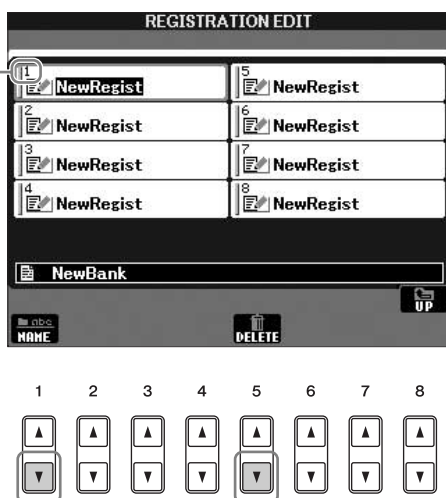 REGISTRATION EDIT
1 NewRegist
5 NewRegist
2 NewRegist
6 NewRegist
3 NewRegist
7 NewRegist
4 NewRegist
8 NewRegist
NewBank
UP
abc
NAME
DELETE
1 2 3 4 5 6 7 8